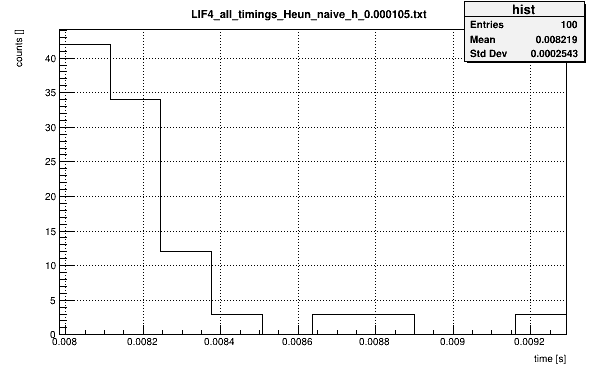 LIF4_all_timings_Heun_naive_h_0.000105.txt
hist
Entries 100
Mean 0.008219
Std Dev 0.0002543
counts []
40
35
30
25
20
15
10
5
0
0.008 0.0082 0.0084 0.0086 0.0088 0.009 0.0092
time [s]